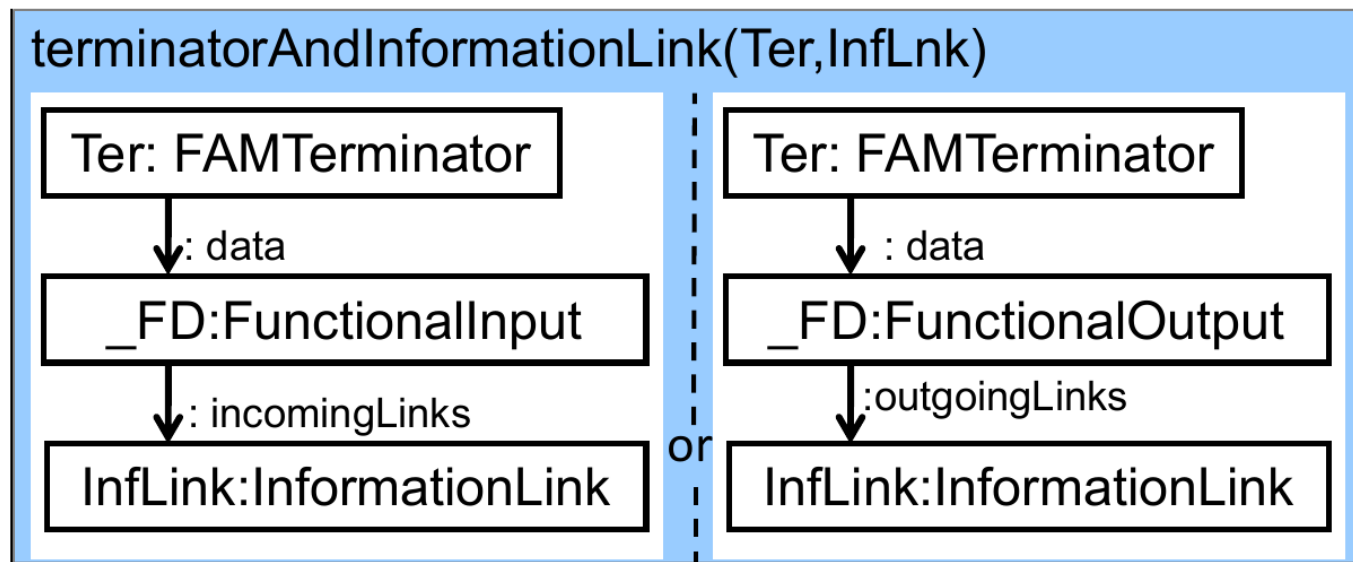 terminatorAndInformationLink(Ter,InfLnk)
Ter: FAMTerminator
: data
_FD:FunctionalInput
: incomingLinks
InfLink:InformationLink
or
Ter: FAMTerminator
: data
_FD:FunctionalOutput
:outgoingLinks
InfLink:InformationLink